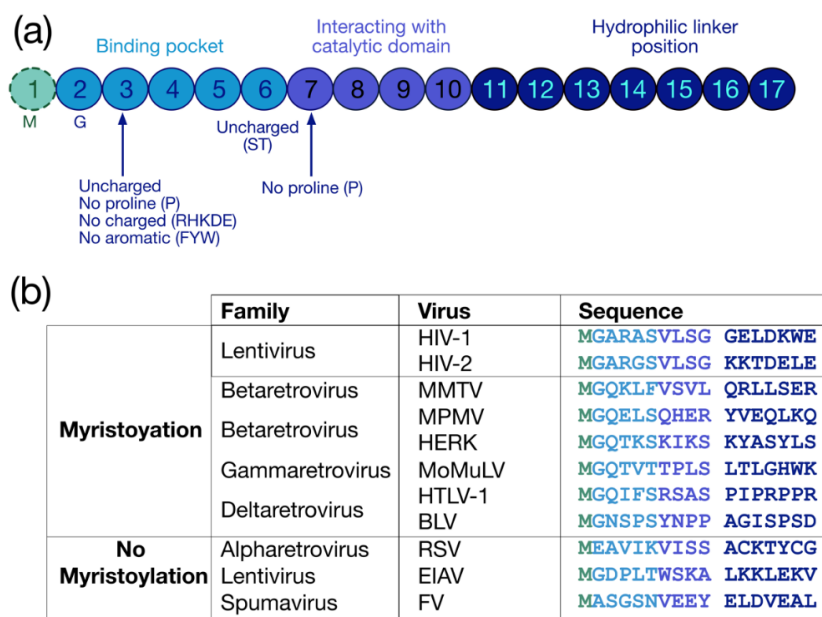 (a)
Binding pocket
Interacting with
catalytic domain
Hydrophilic linker
position
1 2 3 4 5 6 7 8 9 10 11 12 13 14 15 16 17
M G
Uncharged
(ST)
Uncharged
No proline (P)
No charged (RHKDE)
No aromatic (FYW)
No proline (P)
(b)
Family Virus Sequence
Myristoyation
Lentivirus HIV-1 MGARASVLSG GELDKWE
HIV-2 MGARGSVLSG KKTDELE
Betaretrovirus MMTV MGQKLFVSVL QRLLSER
Betaretrovirus MPMV MGQELSQHER YVEQLKQ
HERK MGQTKSKIKS KYASYLS
Gammaretrovirus MoMuLV MGQTVTTPLS LTLGHWK
Deltaretrovirus HTLV-1 MGQIFSRSAS PIPRPPR
BLV MGNSPSYNPP AGISPSD
No
Myristoylation
Alpharetrovirus RSV MEAVIKVISS ACKTYCG
Lentivirus EIAV MGDPLTWSKA LKKLEKV
Spumavirus FV MASGSNVEEY ELDVEAL